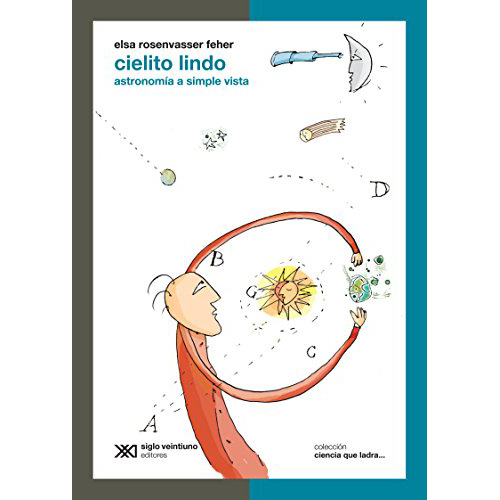 elsa rosenvasser feher
cielito lindo
astronomía a simple vista
D
B
G
C
A
siglo veintiuno
editores
colección
ciencia que ladra...